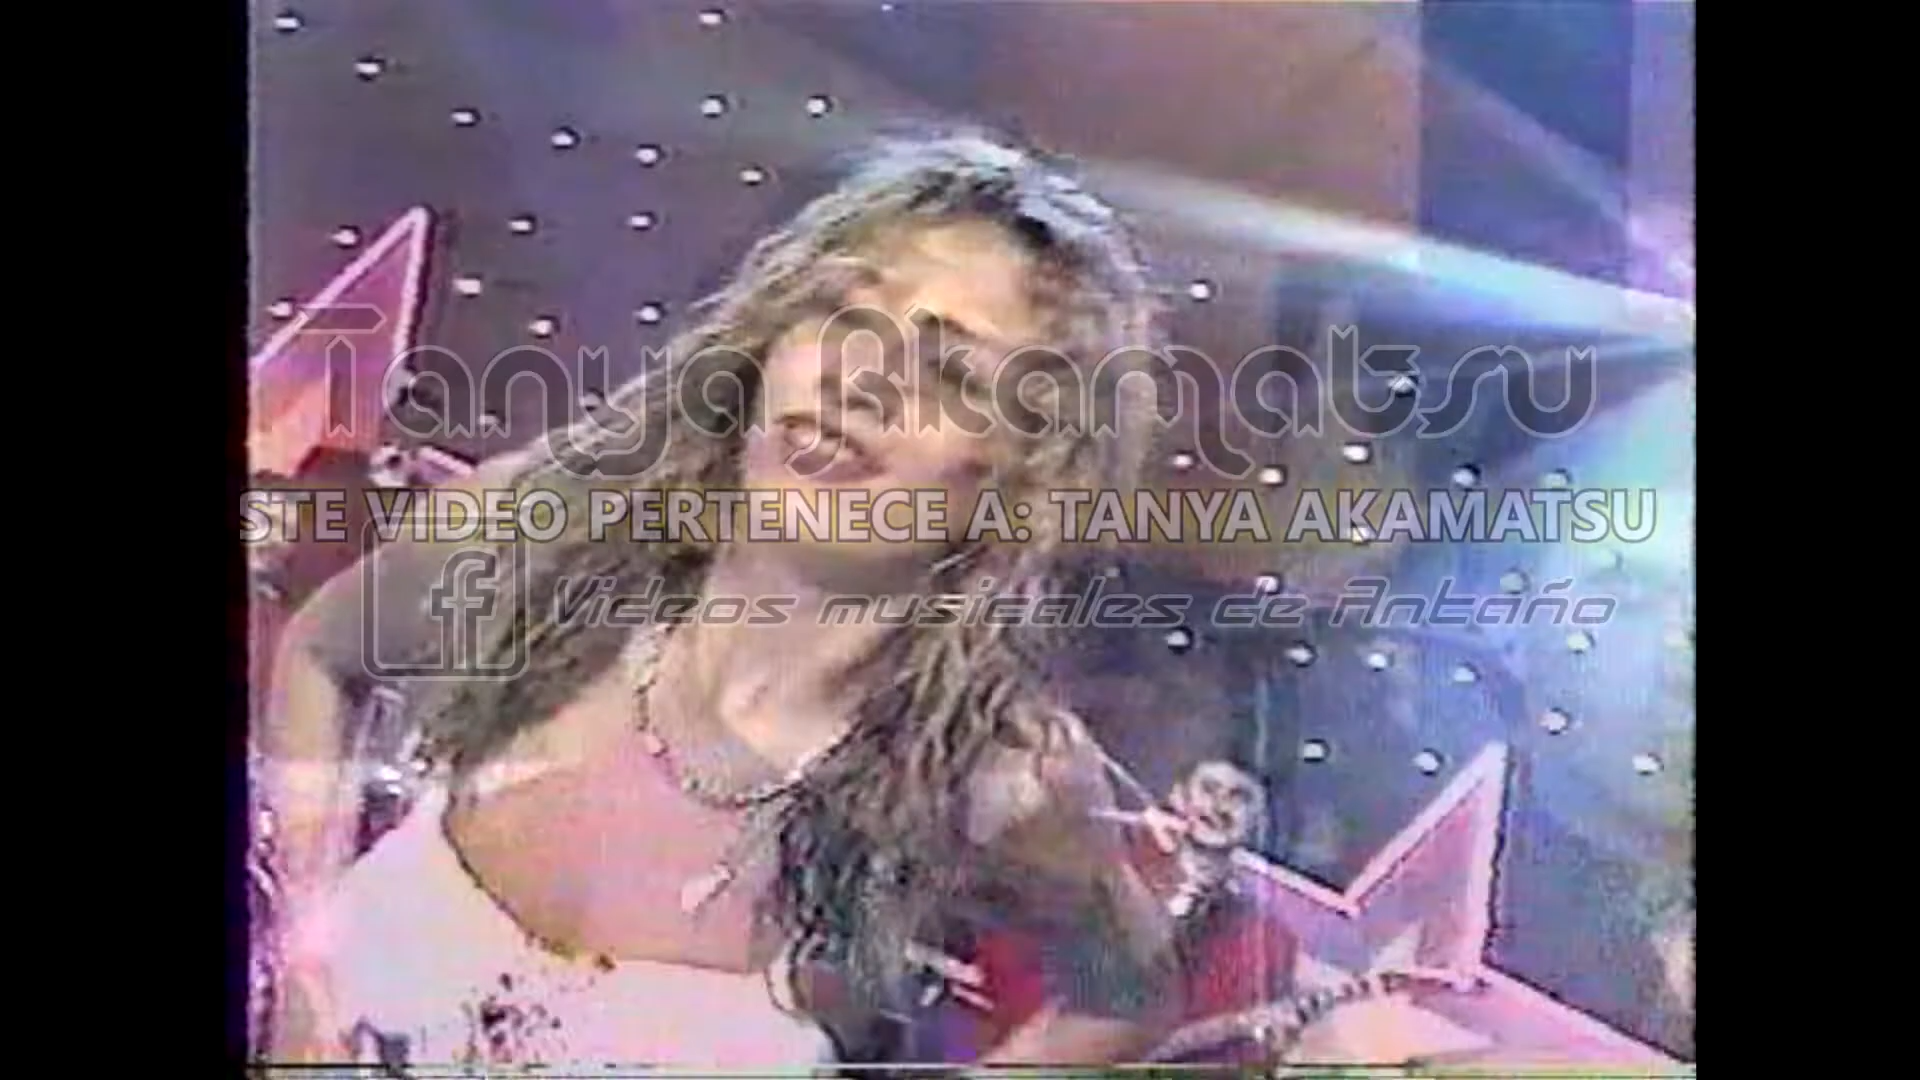 Tanya Akamatsu
STE VIDEO PERTENECE A: TANYA AKAMATSU
f Videos musicales de Antaño